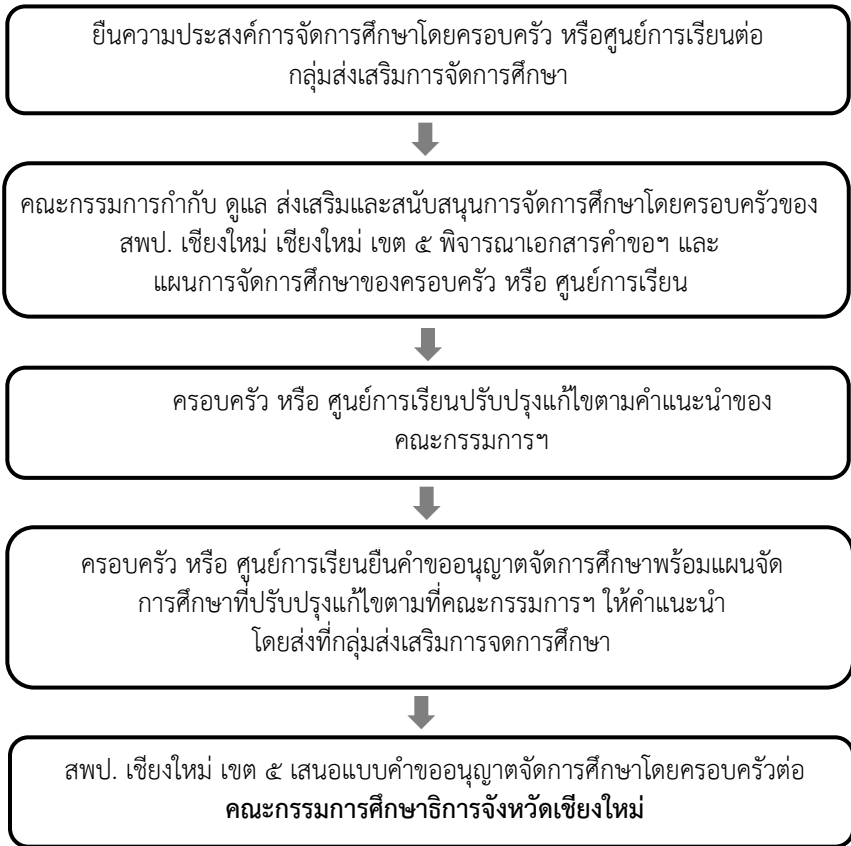 ยืนความประสงค์การจัดการศึกษาโดยครอบครัว หรือศูนย์การเรียนต่อ
กลุ่มส่งเสริมการจัดการศึกษา
คณะกรรมการกำกับ ดูแล ส่งเสริมและสนับสนุนการจัดการศึกษาโดยครอบครัวของ
สพป. เชียงใหม่ เชียงใหม่ เขต ๕ พิจารณาเอกสารคำขอฯ และ
แผนการจัดการศึกษาของครอบครัว หรือ ศูนย์การเรียน
ครอบครัว หรือ ศูนย์การเรียนปรับปรุงแก้ไขตามคำแนะนำของ
คณะกรรมการฯ
ครอบครัว หรือ ศูนย์การเรียนยืนคำขออนุญาตจัดการศึกษาพร้อมแผนจัด
การศึกษาที่ปรับปรุงแก้ไขตามที่คณะกรรมการฯ ให้คำแนะนำ
โดยส่งที่กลุ่มส่งเสริมการจดการศึกษา
สพป. เชียงใหม่ เขต ๕ เสนอแบบคำขออนุญาตจัดการศึกษาโดยครอบครัวต่อ
คณะกรรมการศึกษาธิการจังหวัดเชียงใหม่